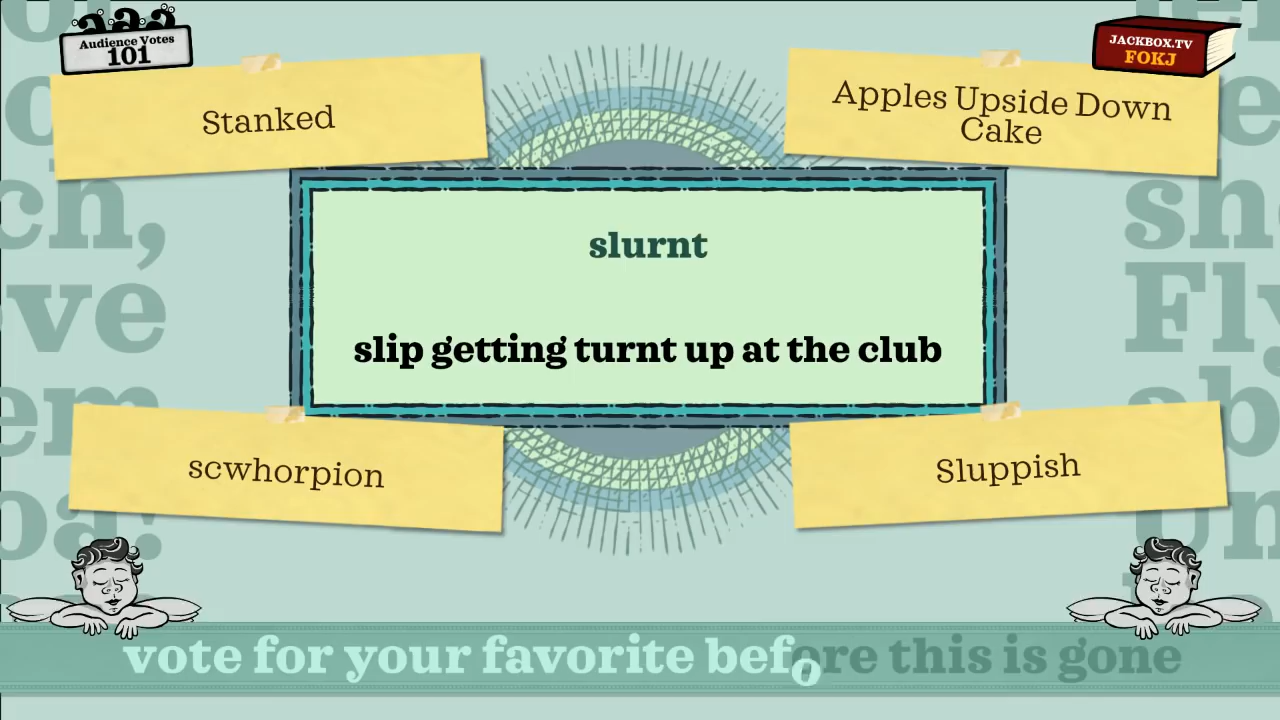 Audience Votes
101
JACKBOX.TV
FOKJ
Stanked
Apples Upside Down
Cake
slurnt
slip getting turnt up at the club
scwhorpion
Sluppish
vote for your favorite before this is gone